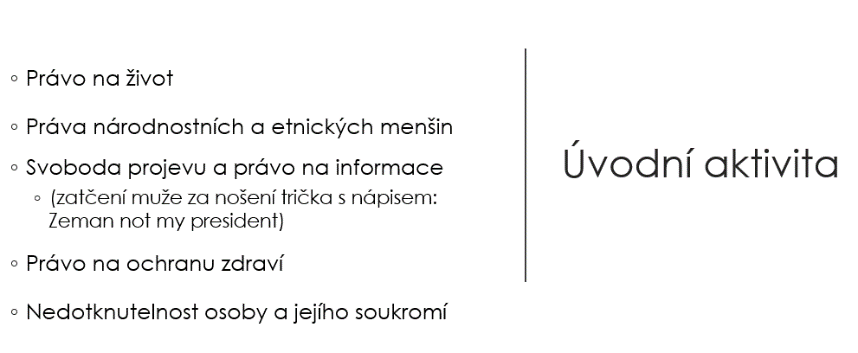 ◦ Právo na život
◦ Práva národnostních a etnických menšin
◦ Svoboda projevu a právo na informace
◦ (zatčení muže za nošení trička s nápisem:
Zeman not my president)
◦ Právo na ochranu zdraví
◦ Nedotknutelnost osoby a jejího soukromí
Úvodní aktivita